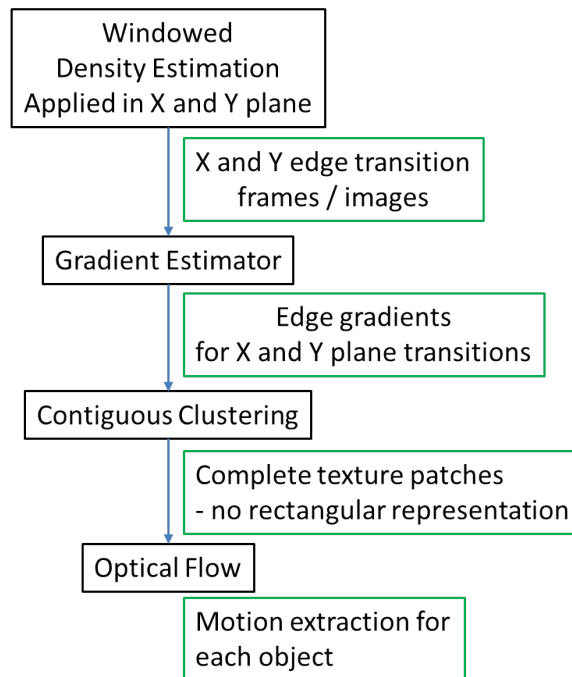 Windowed
Density Estimation
Applied in X and Y plane
X and Y edge transition
frames / images
Gradient Estimator
Edge gradients
for X and Y plane transitions
Contiguous Clustering
Complete texture patches
- no rectangular representation
Optical Flow
Motion extraction for
each object